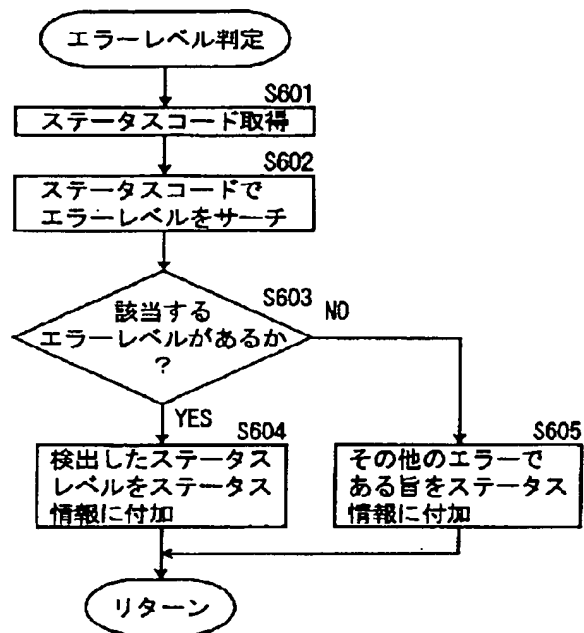 エラーレベル判定
S601
ステータスコード取得
S602
ステータスコードで
エラーレベルをサーチ
S603
該当する
エラーレベルがあるか
?
NO
YES
S604
検出したステータス
レベルをステータス
情報に付加
S605
その他のエラーで
ある旨をステータス
情報に付加
リターン